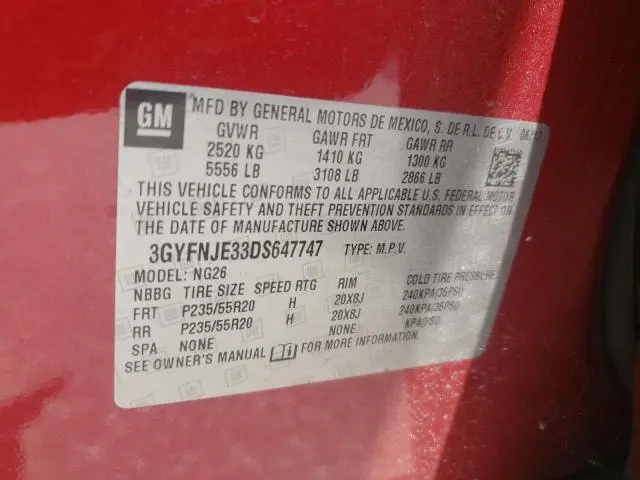 GM
MFD BY GENERAL MOTORS DE MEXICO, S. DE R.L. DE C.V.
GVWR GAWR FRT GAWR RR
2520 KG 1410 KG 1300 KG
5556 LB 3108 LB 2866 LB
THIS VEHICLE CONFORMS TO ALL APPLICABLE U.S. FEDERAL MOTOR
VEHICLE SAFETY AND THEFT PREVENTION STANDARDS IN EFFECT ON
THE DATE OF MANUFACTURE SHOWN ABOVE.
3GYFNJE33DS647747 TYPE: M.P.V.
MODEL: NG26
NBBG TIRE SIZE SPEED RTG RIM COLD TIRE PRESSURE
FRT P235/55R20 H 20X8J 240KPA(35PSI)
RR P235/55R20 H 20X8J 240KPA(35PSI)
SPA NONE NONE KPA(PSI)
SEE OWNER'S MANUAL FOR MORE INFORMATION.